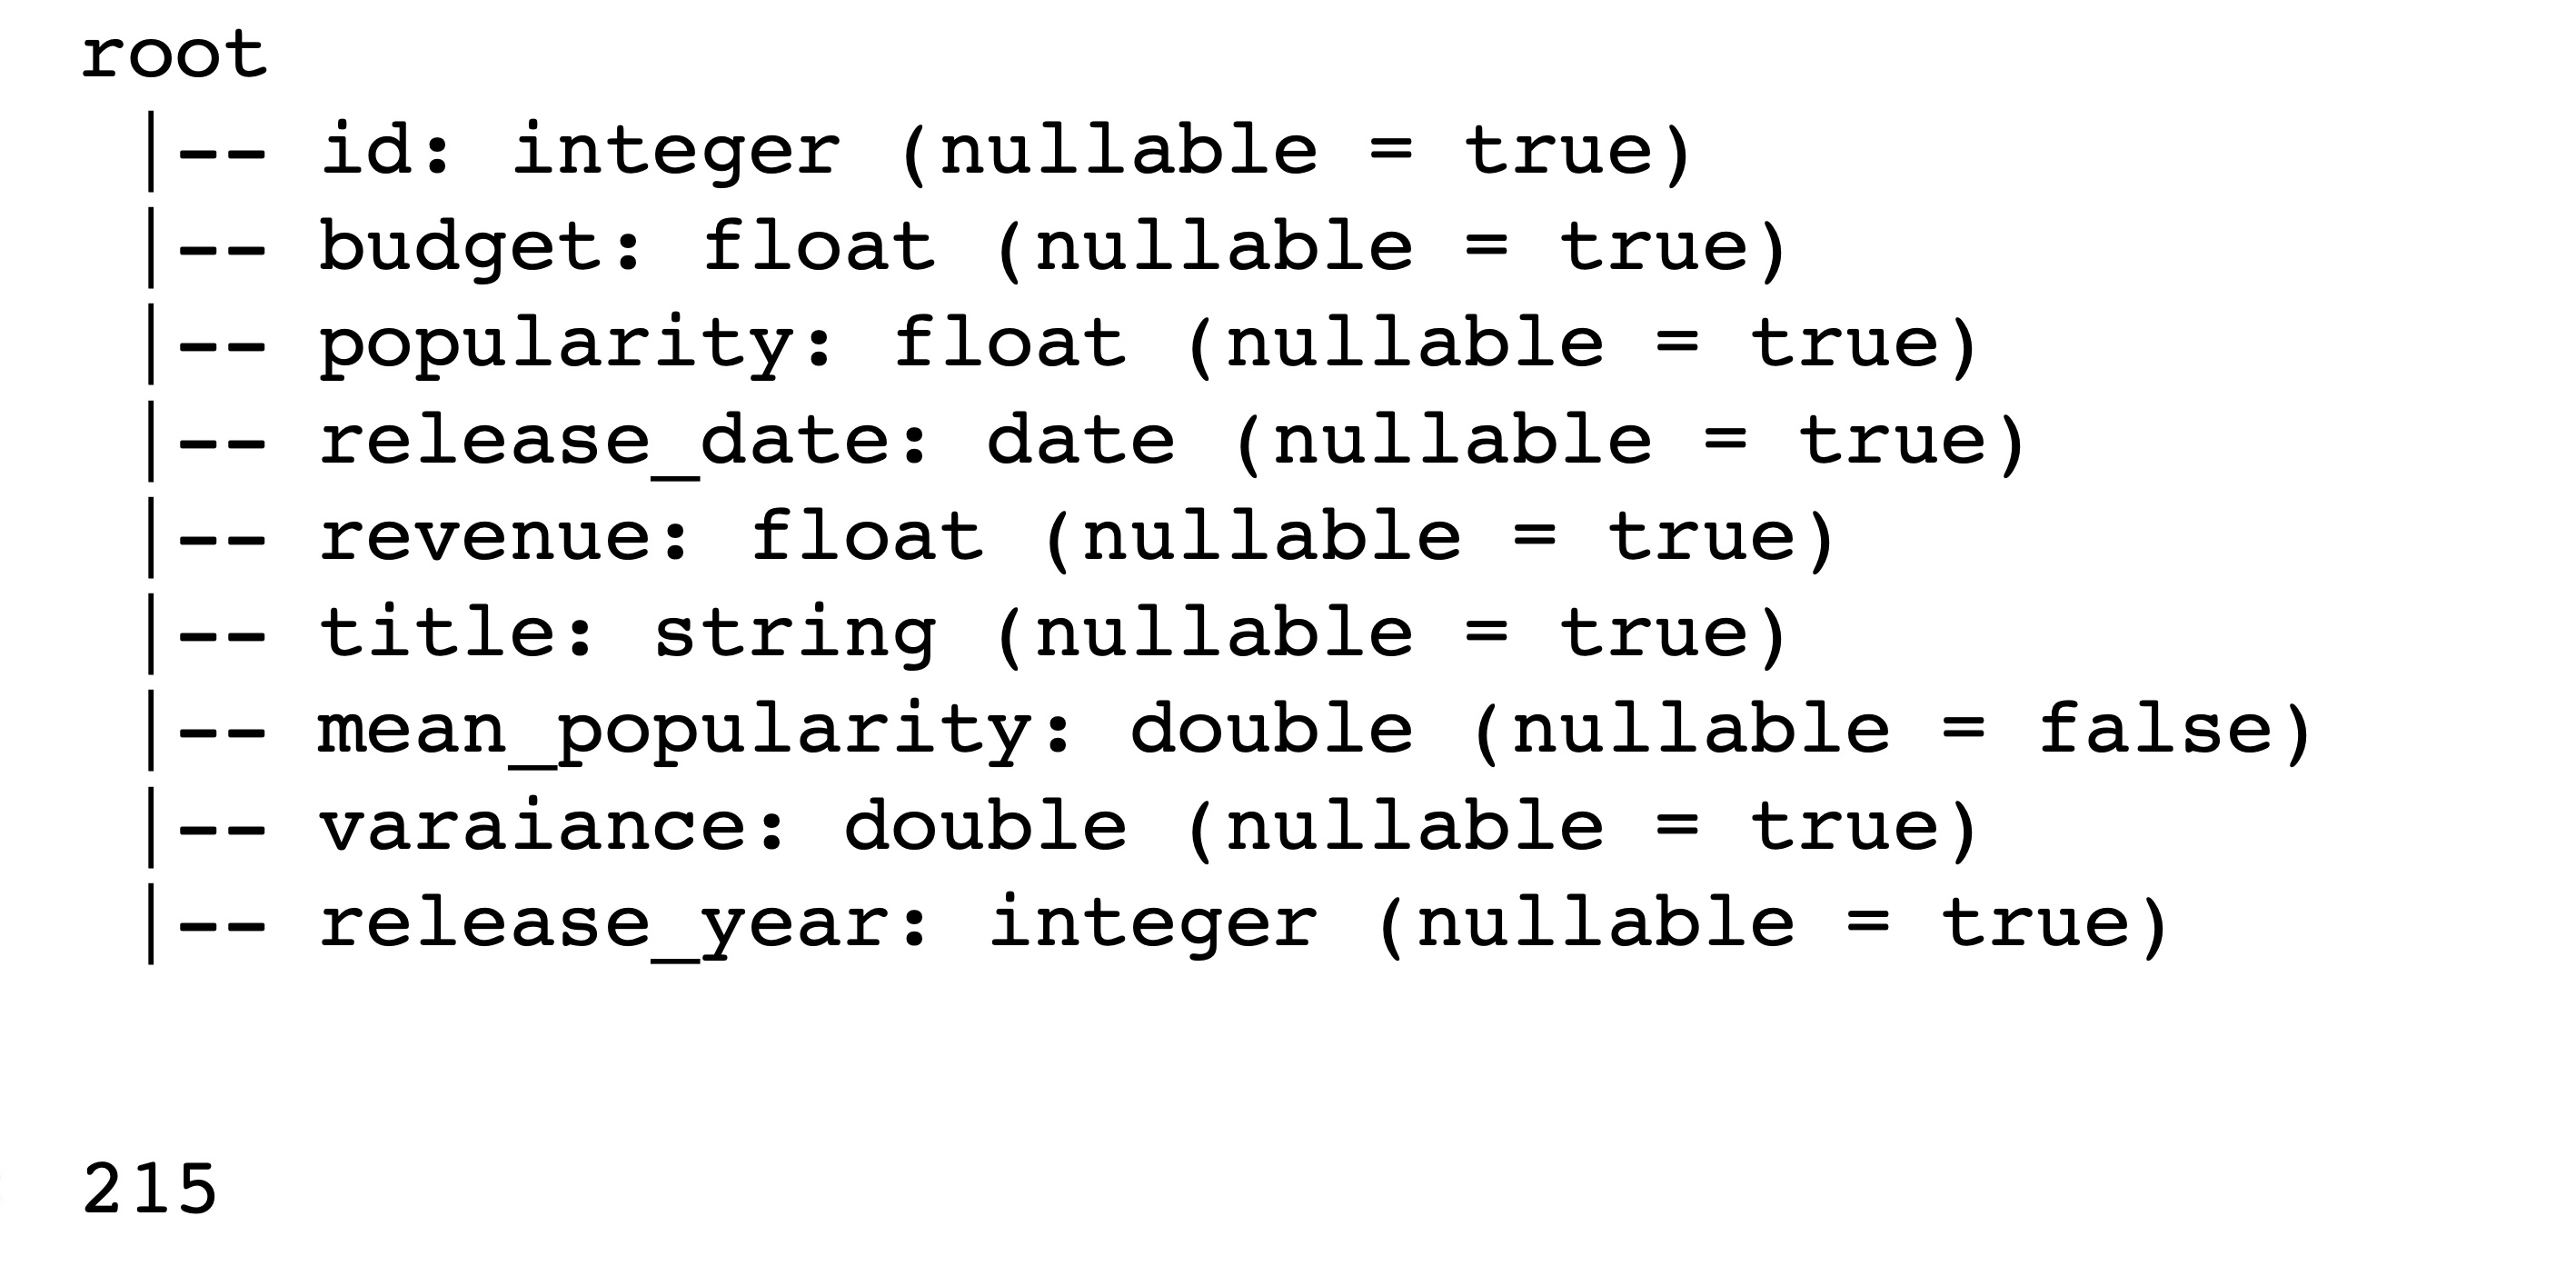 root
 |-- id: integer (nullable = true)
 |-- budget: float (nullable = true)
 |-- popularity: float (nullable = true)
 |-- release_date: date (nullable = true)
 |-- revenue: float (nullable = true)
 |-- title: string (nullable = true)
 |-- mean_popularity: double (nullable = false)
 |-- varaiance: double (nullable = true)
 |-- release_year: integer (nullable = true)
215